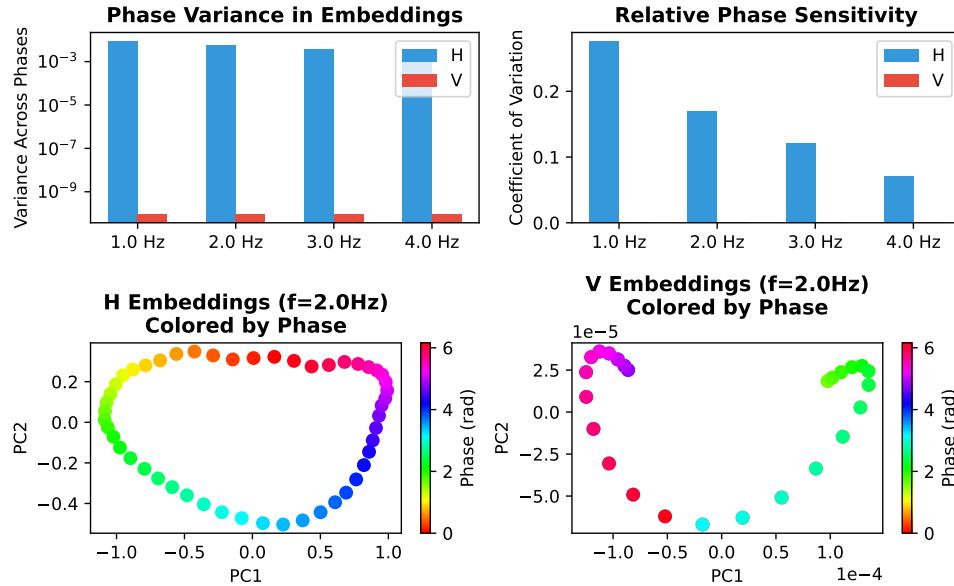 Phase Variance in Embeddings
Variance Across Phases
10⁻³
10⁻⁵
10⁻⁷
10⁻⁹
1.0 Hz 2.0 Hz 3.0 Hz 4.0 Hz
H
V
Relative Phase Sensitivity
Coefficient of Variation
0.2
0.1
0.0
1.0 Hz 2.0 Hz 3.0 Hz 4.0 Hz
H
V
H Embeddings (f=2.0Hz)
Colored by Phase
PC2
0.2
0.0
−0.2
−0.4
−1.0 −0.5 0.0 0.5 1.0
PC1
6
4
2
0
Phase (rad)
V Embeddings (f=2.0Hz)
Colored by Phase
1e−5
PC2
2.5
0.0
−2.5
−5.0
−1.0 −0.5 0.0 0.5 1.0
PC1
1e−4
6
4
2
0
Phase (rad)